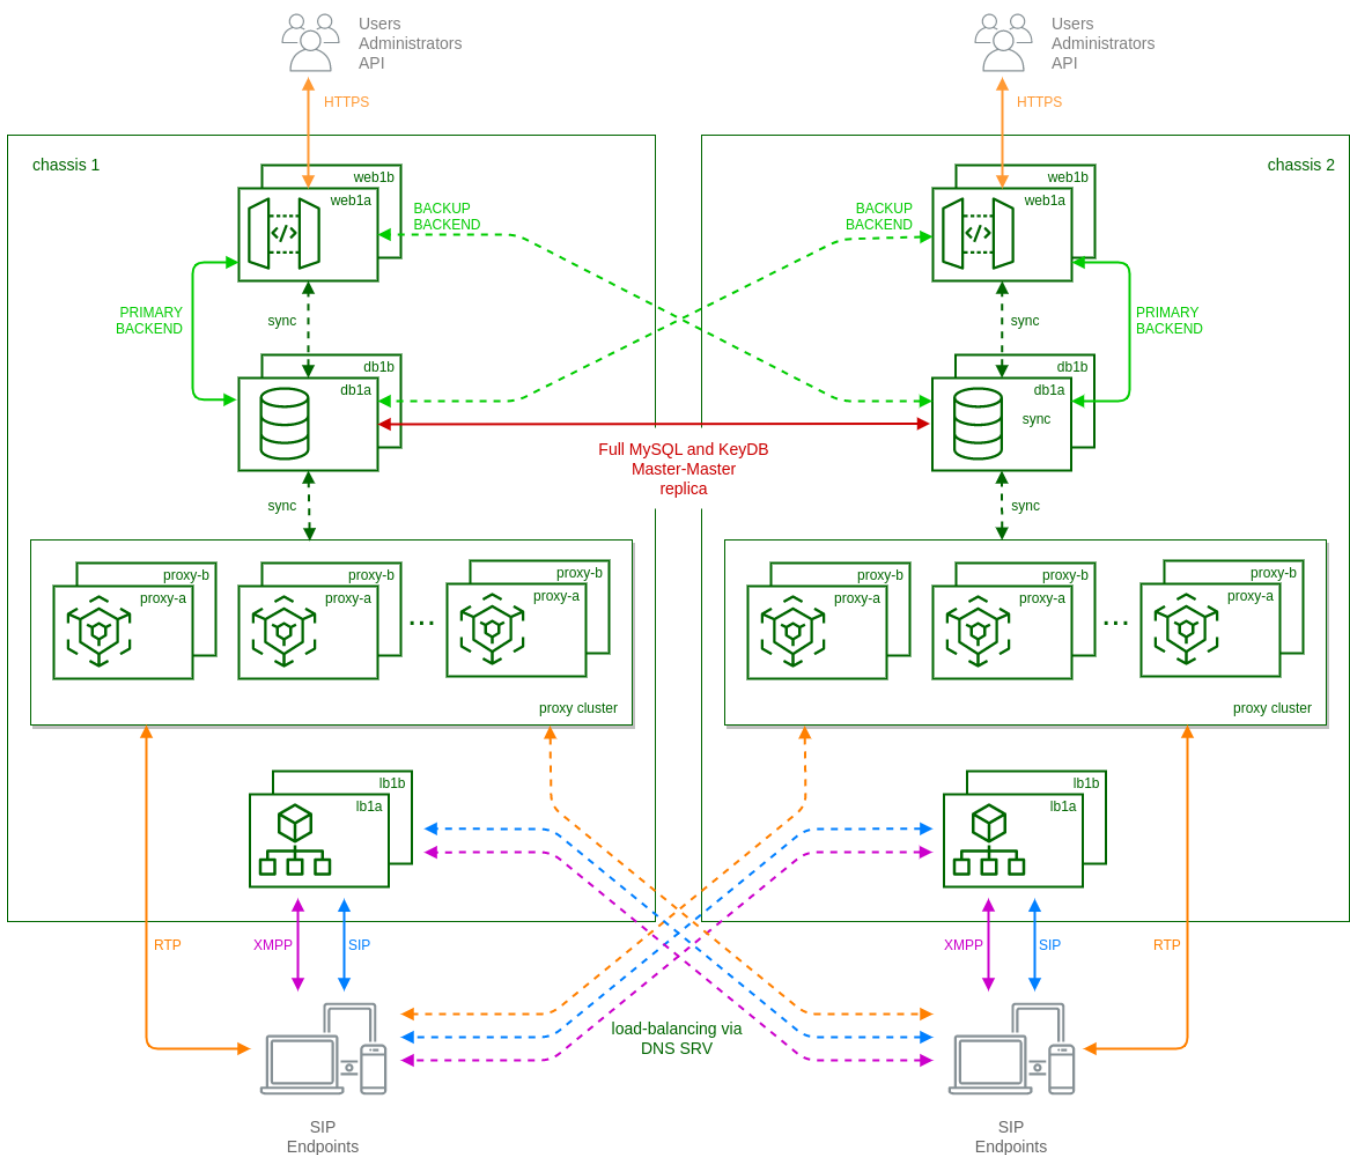 Users
Administrators
API
HTTPS
Users
Administrators
API
HTTPS
chassis 1
web1b
web1a
BACKUP
BACKEND
PRIMARY
BACKEND
sync
db1b
db1a
sync
chassis 2
web1b
web1a
BACKUP
BACKEND
PRIMARY
BACKEND
sync
db1b
db1a
sync
sync
Full MySQL and KeyDB
Master-Master
replica
proxy-b
proxy-a
proxy-b
proxy-a
...
proxy-b
proxy-a
proxy cluster
proxy-b
proxy-a
proxy-b
proxy-a
...
proxy-b
proxy-a
proxy cluster
lb1b
lb1a
lb1b
lb1a
RTP
XMPP
SIP
XMPP
SIP
RTP
load-balancing via
DNS SRV
SIP
Endpoints
SIP
Endpoints